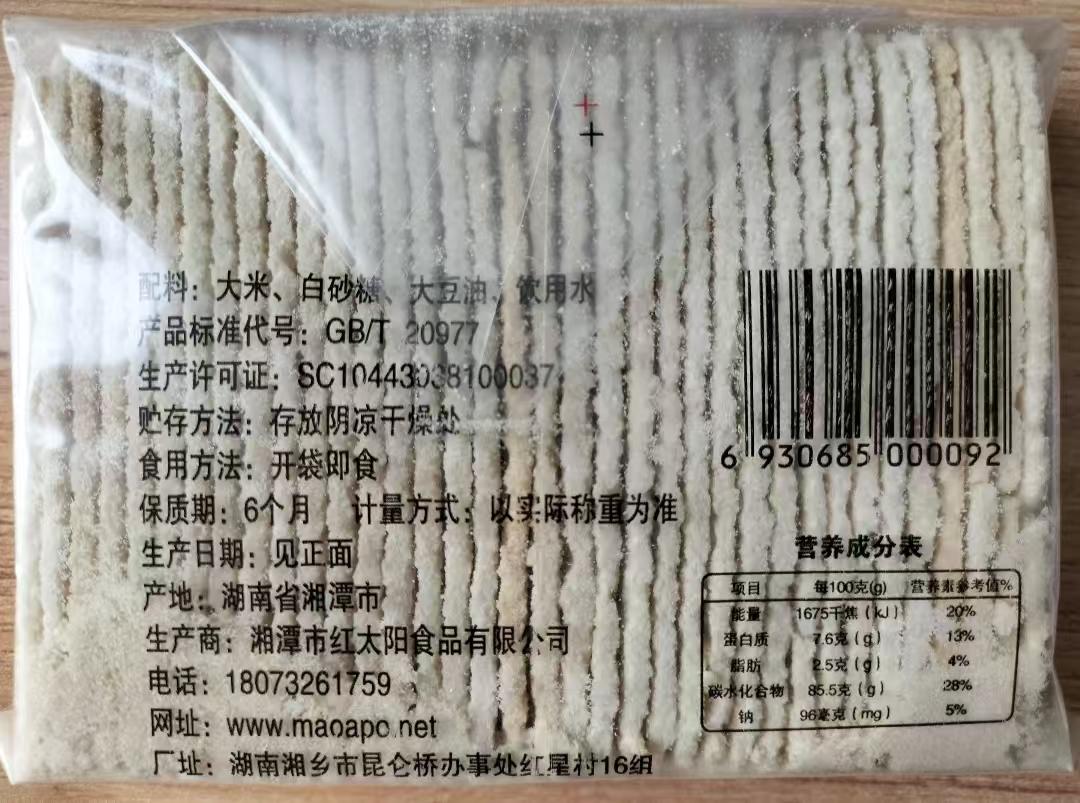 配料：大米、白砂糖、大豆油、饮用水
产品标准代号：GB/T 20977
生产许可证：SC10443038100037
贮存方法：存放阴凉干燥处
食用方法：开袋即食
保质期：6个月 计量方式：以实际称重为准
生产日期：见正面
产地：湖南省湘潭市
生产商：湘潭市红太阳食品有限公司
电话：18073261759
网址：www.maoapo.net
厂址：湖南湘乡市昆仑桥办事处红星村16组
6 930685 000092
营养成分表
项目 每100克(g) 营养素参考值%
能量 1675千焦（kJ） 20%
蛋白质 7.6克（g） 13%
脂肪 2.5克（g） 4%
碳水化合物 85.5克（g） 28%
钠 96毫克（mg） 5%